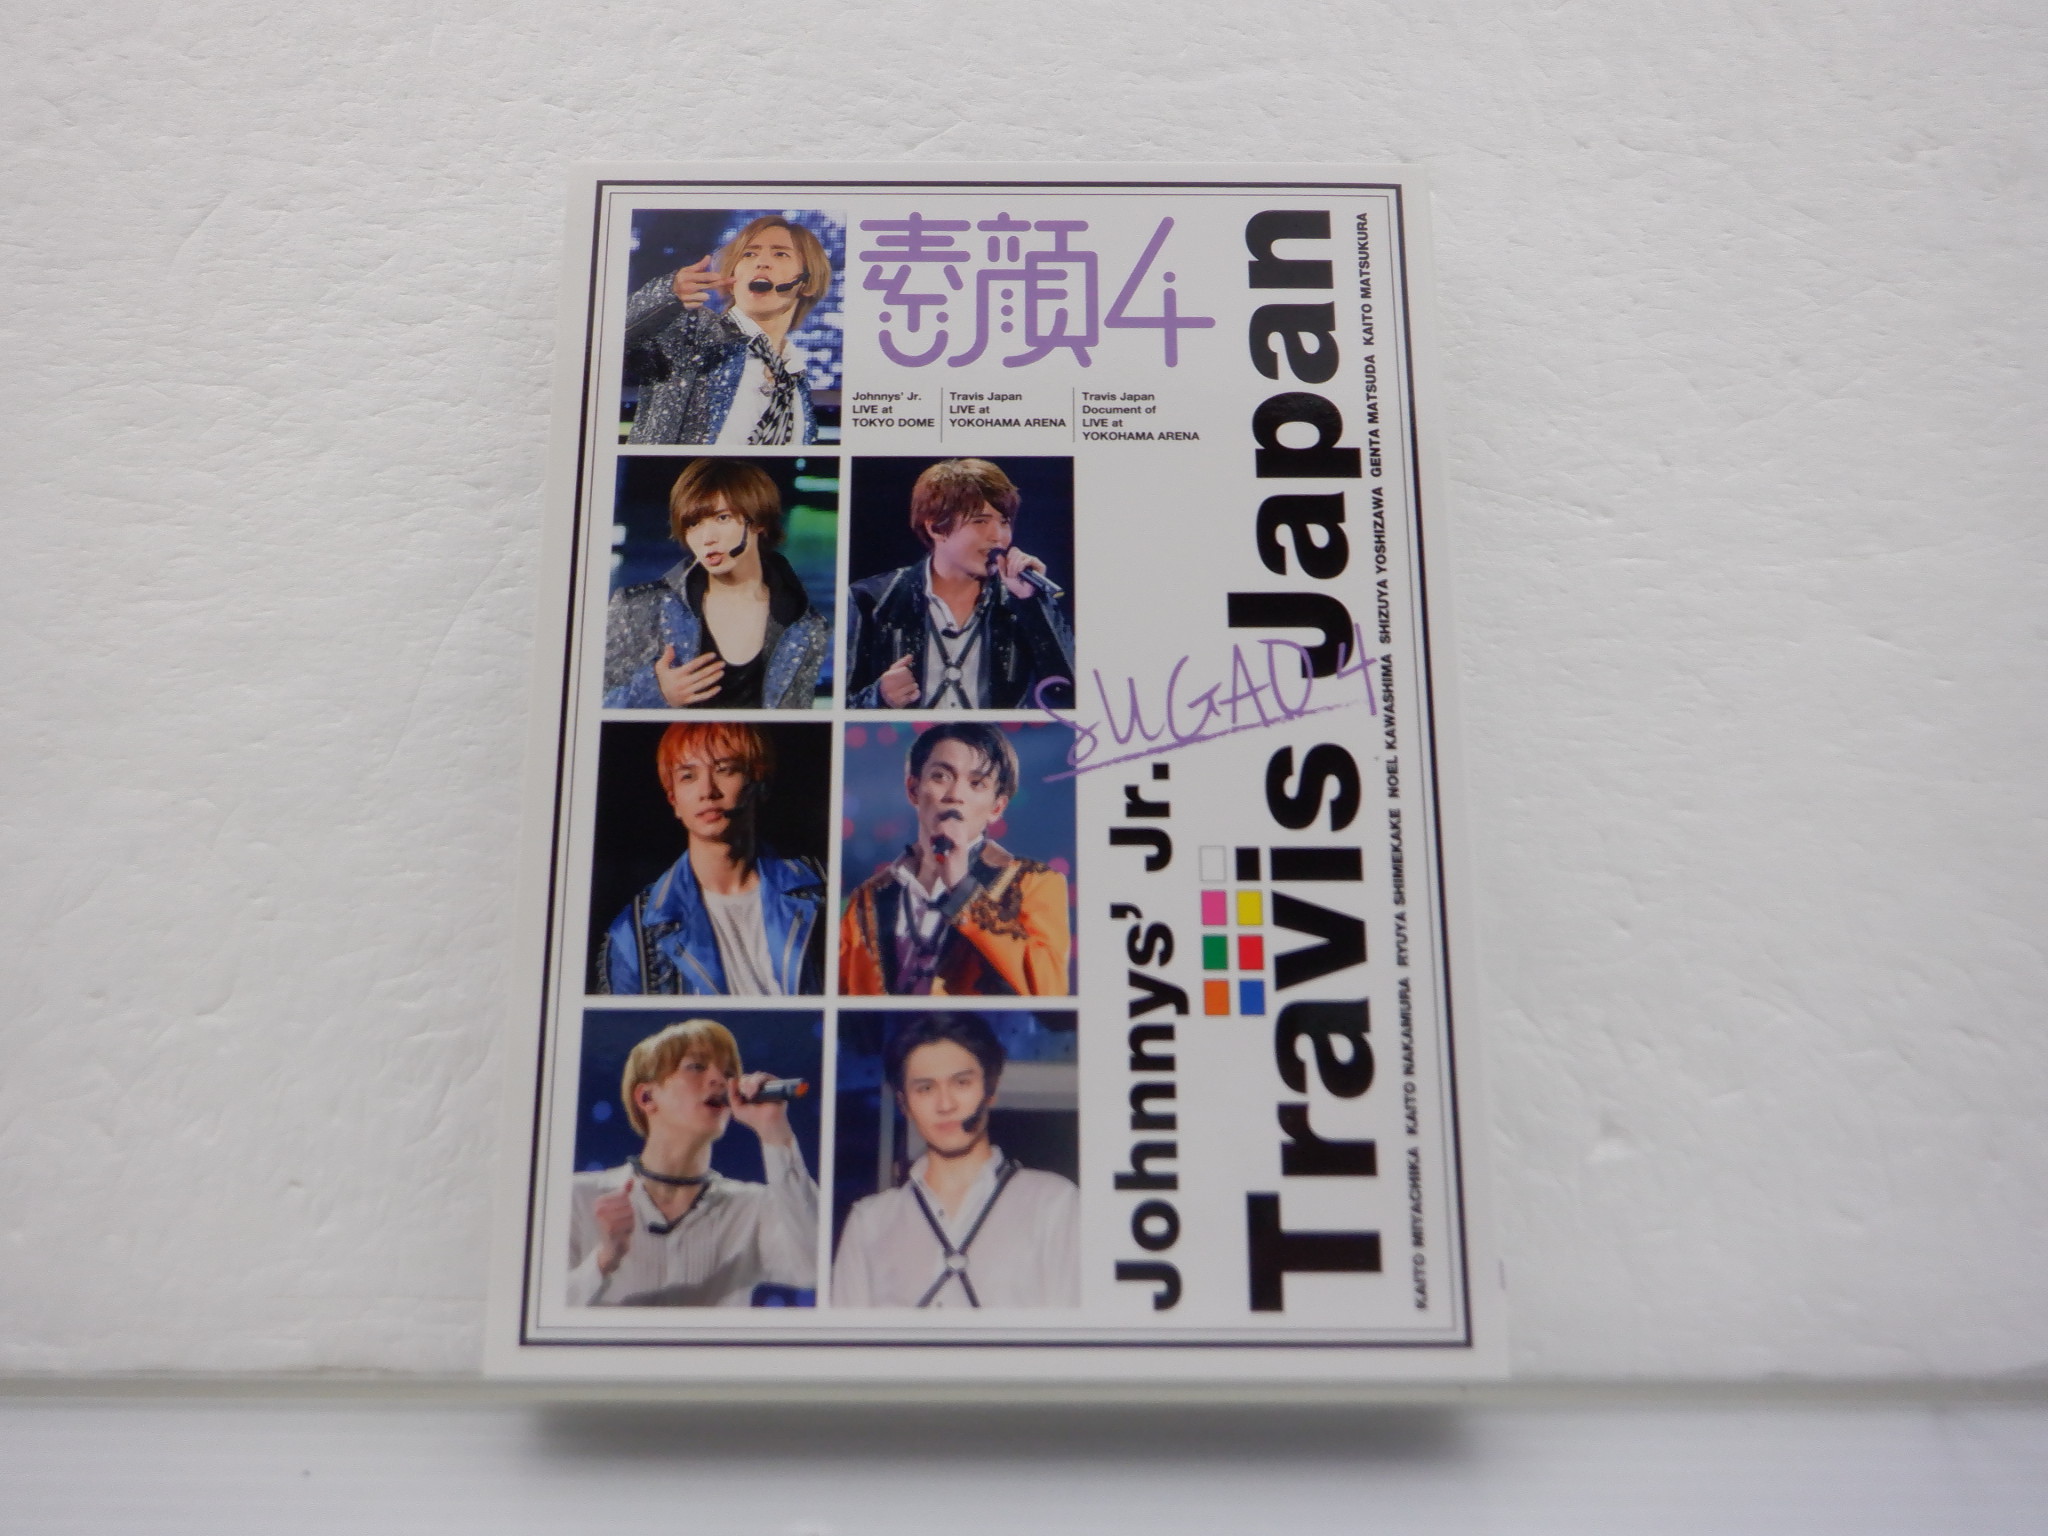 素顔4
Johnnys' Jr.
LIVE at
TOKYO DOME
Travis Japan
LIVE at
YOKOHAMA ARENA
Travis Japan
Document of
LIVE at
YOKOHAMA ARENA
SUGAO 4
Johnnys' Jr.
Travis Japan
KAITO MIYACHIKA KAITO NAKAMURA RYUYA SHIMEKAKE NOEL KAWASHIMA SHIZUYA YOSHIZAWA GENTA MATSUDA KAITO MATSUKURA